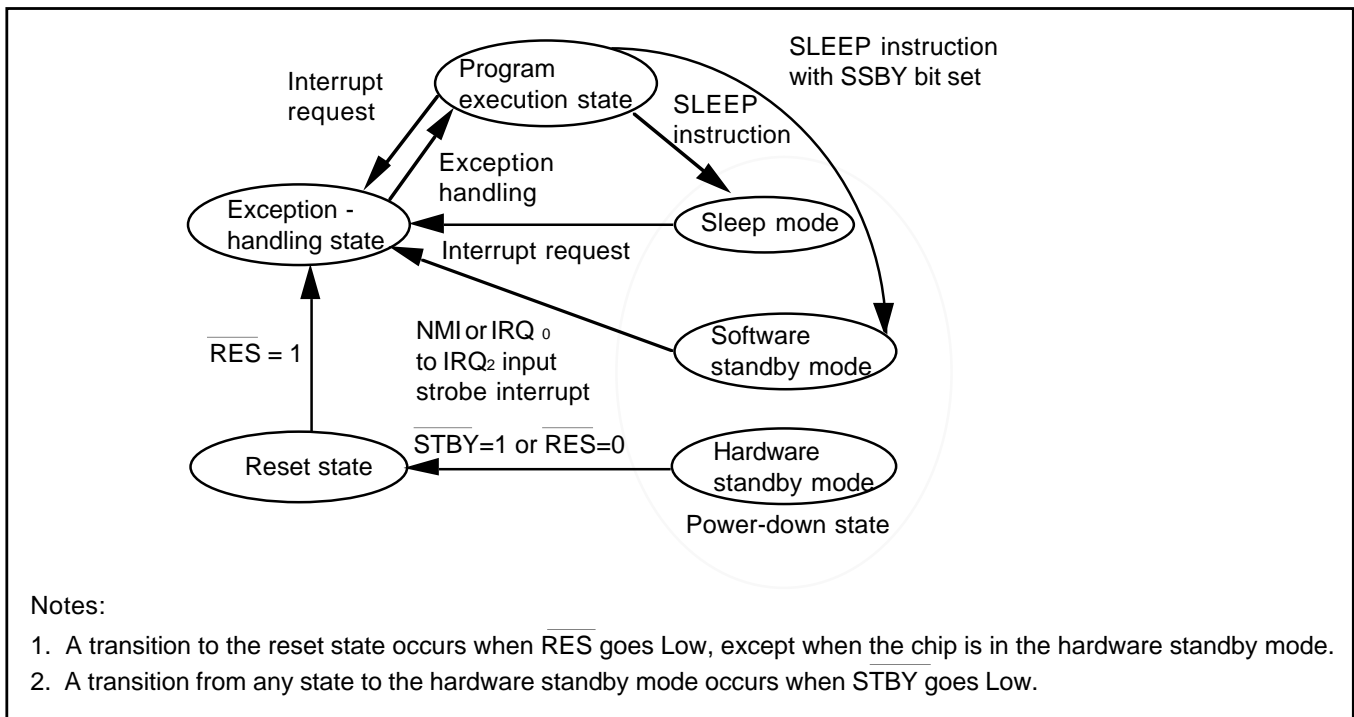 SLEEP instruction
with SSBY bit set
Program
execution state
Interrupt
request
SLEEP
instruction
Exception
handling
Exception -
handling state
Sleep mode
Interrupt request
NMI or IRQ 0
to IRQ2 input
strobe interrupt
Software
standby mode
RES = 1
STBY=1 or RES=0
Reset state
Hardware
standby mode
Power-down state
Notes:
1. A transition to the reset state occurs when RES goes Low, except when the chip is in the hardware standby mode.
2. A transition from any state to the hardware standby mode occurs when STBY goes Low.